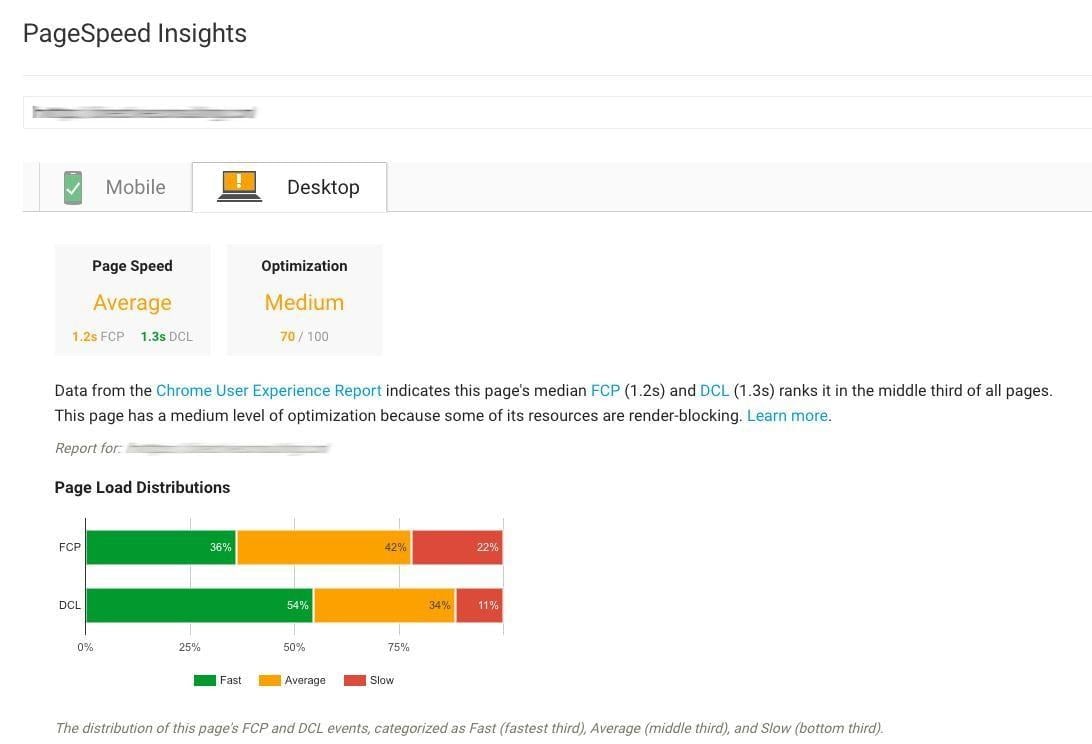 PageSpeed Insights
Mobile
Desktop
Page Speed
Average
1.2s FCP 1.3s DCL
Optimization
Medium
70 / 100
Data from the Chrome User Experience Report indicates this page's median FCP (1.2s) and DCL (1.3s) ranks it in the middle third of all pages.
This page has a medium level of optimization because some of its resources are render-blocking. Learn more.
Report for:
Page Load Distributions
FCP 36% 42% 22%
DCL 54% 34% 11%
0% 25% 50% 75%
Fast Average Slow
The distribution of this page's FCP and DCL events, categorized as Fast (fastest third), Average (middle third), and Slow (bottom third).